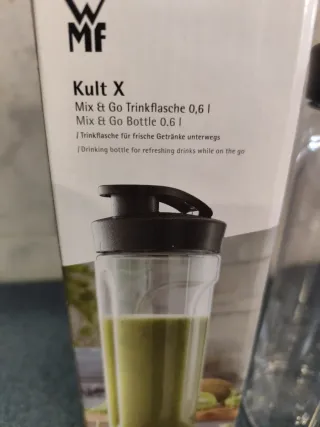 WMF
Kult X
Mix & Go Trinkflasche 0,6 l
Mix & Go Bottle 0.6 l
/ Trinkflasche für frische Getränke unterwegs
/ Drinking bottle for refreshing drinks while on the go